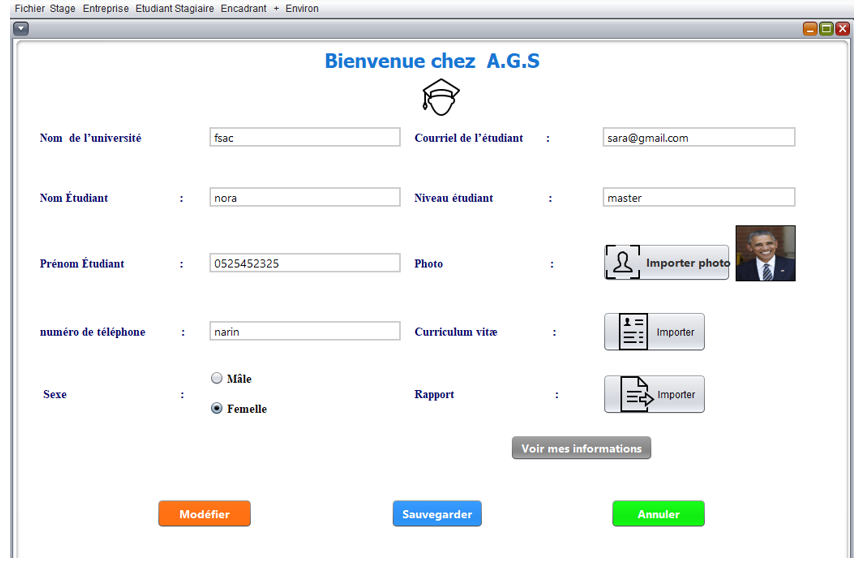 Fichier Stage Entreprise Etudiant Stagiaire Encadrant + Environ
Bienvenue chez A.G.S
Nom de l'université fsac Courriel de l'étudiant : sara@gmail.com
Nom Étudiant : nora Niveau étudiant : master
Prénom Étudiant : 0525452325 Photo : Importer photo
numéro de téléphone : narin Curriculum vitæ : Importer
Sexe : Mâle
Femelle
Rapport : Importer
Voir mes informations
Modéfier Sauvegarder Annuler